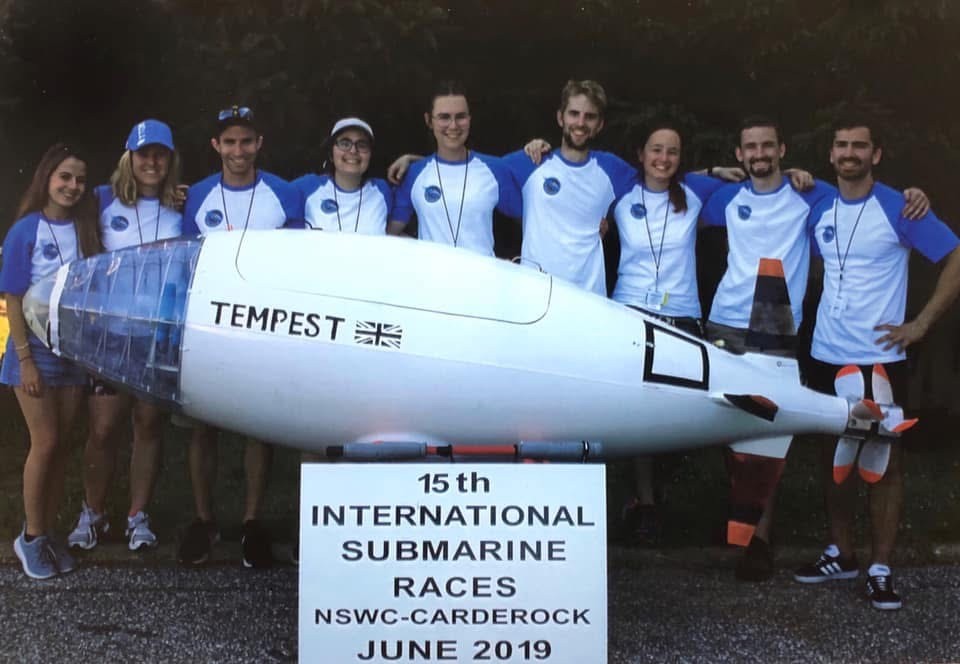 TEMPEST
15th
INTERNATIONAL
SUBMARINE
RACES
NSWC-CARDEROCK
JUNE 2019